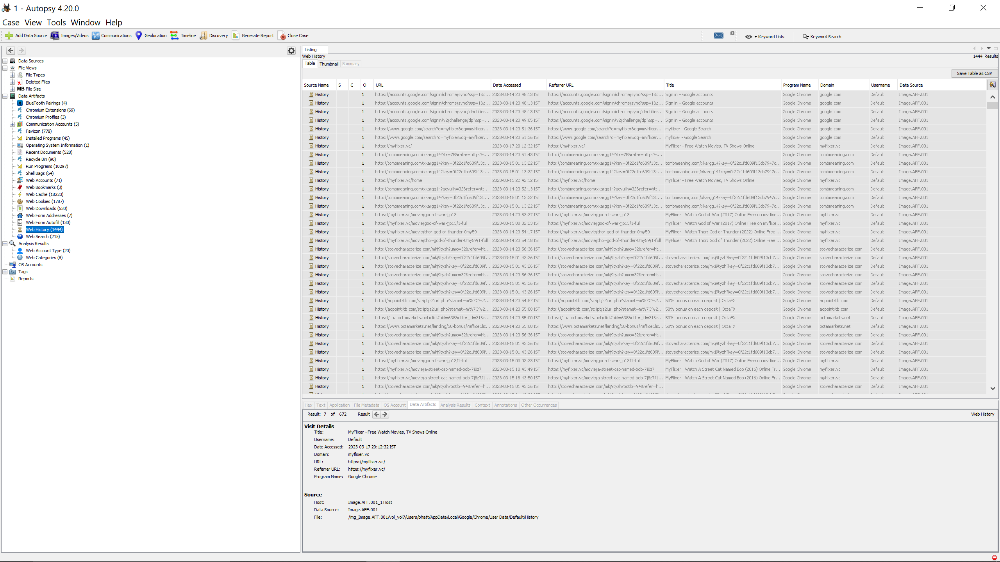 1 - Autopsy 4.20.0
Case View Tools Window Help
Add Data Source Images/Videos Communications Geolocation Timeline Discovery Generate Report Close Case 3 Keyword Lists Keyword Search
Data Sources
File Views
File Types
Deleted Files
MB File Size
Data Artifacts
BlueTooth Pairings (4)
Chromium Extensions (69)
Chromium Profiles (3)
Communication Accounts (5)
Favicon (778)
Installed Programs (45)
Operating System Information (1)
Recent Documents (528)
Recycle Bin (90)
Run Programs (10297)
Shell Bags (64)
Web Accounts (71)
Web Bookmarks (3)
Web Cache (18223)
Web Cookies (1787)
Web Downloads (530)
Web Form Addresses (7)
Web Form Autofill (130)
Web History (1444)
Web Search (215)
Analysis Results
Web Account Type (20)
Web Categories (8)
OS Accounts
Tags
Reports
Listing
Web History
1444 Results
Table Thumbnail Summary
Save Table as CSV
Source Name S C O URL Date Accessed Referrer URL Title Program Name Domain Username Data Source
History 1 https://accounts.google.com/signin/chrome/sync?ssp=1&c... 2023-03-14 23:48:13 IST https://accounts.google.com/signin/chrome/sync?ssp=1&c... Sign in – Google accounts Google Chrome google.com Default Image.AFF.001
History 1 https://accounts.google.com/signin/chrome/sync?ssp=1&c... 2023-03-14 23:48:13 IST https://accounts.google.com/signin/chrome/sync?ssp=1&c... Sign in – Google accounts Google Chrome google.com Default Image.AFF.001
History 1 https://accounts.google.com/signin/chrome/sync/identifier... 2023-03-14 23:48:13 IST https://accounts.google.com/signin/chrome/sync/identifier... Sign in – Google accounts Google Chrome google.com Default Image.AFF.001
History 1 https://accounts.google.com/signin/v2/challenge/dp?ssp=... 2023-03-14 23:49:05 IST https://accounts.google.com/signin/v2/challenge/dp?ssp=... Sign in – Google accounts Google Chrome google.com Default Image.AFF.001
History 1 https://www.google.com/search?q=myflixer&oq=myflixer... 2023-03-14 23:51:36 IST https://www.google.com/search?q=myflixer&oq=myflixer... myflixer - Google Search Google Chrome google.com Default Image.AFF.001
History 1 https://www.google.com/search?q=myflixer&oq=myflixer... 2023-03-14 23:51:36 IST https://www.google.com/search?q=myflixer&oq=myflixer... myflixer - Google Search Google Chrome google.com Default Image.AFF.001
History 1 https://myflixer.vc/ 2023-03-17 20:12:32 IST https://myflixer.vc/ MyFlixer - Free Watch Movies, TV Shows Online Google Chrome myflixer.vc Default Image.AFF.001
History 1 http://tombmeaning.com/xkargg14?rtr=75&refer=https%... 2023-03-14 23:51:43 IST http://tombmeaning.com/xkargg14?rtr=75&refer=https%... Google Chrome tombmeaning.com Default Image.AFF.001
History 1 http://tombmeaning.com/xkargg14?key=0f22c1fd609f13c... 2023-03-15 01:13:22 IST http://tombmeaning.com/xkargg14?key=0f22c1fd609f13c... tombmeaning.com/xkargg14?key=0f22c1fd609f13cb7947c... Google Chrome tombmeaning.com Default Image.AFF.001
History 1 http://tombmeaning.com/xkargg14?key=0f22c1fd609f13c... 2023-03-15 01:13:22 IST http://tombmeaning.com/xkargg14?key=0f22c1fd609f13c... tombmeaning.com/xkargg14?key=0f22c1fd609f13cb7947c... Google Chrome tombmeaning.com Default Image.AFF.001
History 1 https://myflixer.vc/home 2023-03-15 22:42:12 IST https://myflixer.vc/home MyFlixer - Free Watch Movies, TV Shows Online Google Chrome myflixer.vc Default Image.AFF.001
History 1 http://tombmeaning.com/xkargg14?acyulih=32&refer=htt... 2023-03-14 23:52:13 IST http://tombmeaning.com/xkargg14?acyulih=32&refer=htt... Google Chrome tombmeaning.com Default Image.AFF.001
History 1 http://tombmeaning.com/xkargg14?key=0f22c1fd609f13c... 2023-03-15 01:13:22 IST http://tombmeaning.com/xkargg14?key=0f22c1fd609f13c... tombmeaning.com/xkargg14?key=0f22c1fd609f13cb7947c... Google Chrome tombmeaning.com Default Image.AFF.001
History 1 http://tombmeaning.com/xkargg14?key=0f22c1fd609f13c... 2023-03-15 01:13:22 IST http://tombmeaning.com/xkargg14?key=0f22c1fd609f13c... tombmeaning.com/xkargg14?key=0f22c1fd609f13cb7947c... Google Chrome tombmeaning.com Default Image.AFF.001
History 1 https://myflixer.vc/movie/god-of-war-jjp13 2023-03-14 23:53:27 IST https://myflixer.vc/movie/god-of-war-jjp13 MyFlixer | Watch God of War (2017) Online Free on myflixe... Google Chrome myflixer.vc Default Image.AFF.001
History 1 https://myflixer.vc/movie/god-of-war-jjp13/1-full 2023-03-15 00:02:23 IST https://myflixer.vc/movie/god-of-war-jjp13/1-full MyFlixer | Watch God of War (2017) Online Free on myflixe... Google Chrome myflixer.vc Default Image.AFF.001
History 1 https://myflixer.vc/movie/thor-god-of-thunder-0my59 2023-03-14 23:54:17 IST https://myflixer.vc/movie/thor-god-of-thunder-0my59 MyFlixer | Watch Thor: God of Thunder (2022) Online Free ... Google Chrome myflixer.vc Default Image.AFF.001
History 1 https://myflixer.vc/movie/thor-god-of-thunder-0my59/1-full 2023-03-14 23:54:18 IST https://myflixer.vc/movie/thor-god-of-thunder-0my59/1-full MyFlixer | Watch Thor: God of Thunder (2022) Online Free ... Google Chrome myflixer.vc Default Image.AFF.001
History 1 http://stovecharacterize.com/mkj9tyzh?umc=32&refer=ht... 2023-03-14 23:56:36 IST http://stovecharacterize.com/mkj9tyzh?umc=32&refer=ht... Google Chrome stovecharacterize.com Default Image.AFF.001
History 1 http://stovecharacterize.com/mkj9tyzh?key=0f22c1fd609f... 2023-03-15 01:43:26 IST http://stovecharacterize.com/mkj9tyzh?key=0f22c1fd609f... stovecharacterize.com/mkj9tyzh?key=0f22c1fd609f13cb7... Google Chrome stovecharacterize.com Default Image.AFF.001
History 1 http://stovecharacterize.com/mkj9tyzh?key=0f22c1fd609f... 2023-03-15 01:43:26 IST http://stovecharacterize.com/mkj9tyzh?key=0f22c1fd609f... stovecharacterize.com/mkj9tyzh?key=0f22c1fd609f13cb7... Google Chrome stovecharacterize.com Default Image.AFF.001
History 1 http://stovecharacterize.com/mkj9tyzh?umc=32&refer=ht... 2023-03-14 23:56:36 IST http://stovecharacterize.com/mkj9tyzh?umc=32&refer=ht... Google Chrome stovecharacterize.com Default Image.AFF.001
History 1 http://stovecharacterize.com/mkj9tyzh?key=0f22c1fd609f... 2023-03-15 01:43:26 IST http://stovecharacterize.com/mkj9tyzh?key=0f22c1fd609f... stovecharacterize.com/mkj9tyzh?key=0f22c1fd609f13cb7... Google Chrome stovecharacterize.com Default Image.AFF.001
History 1 http://stovecharacterize.com/mkj9tyzh?key=0f22c1fd609f... 2023-03-15 01:43:26 IST http://stovecharacterize.com/mkj9tyzh?key=0f22c1fd609f... stovecharacterize.com/mkj9tyzh?key=0f22c1fd609f13cb7... Google Chrome stovecharacterize.com Default Image.AFF.001
History 1 http://adpointrtb.com/script/s2iurl.php?stamat=m%7C%2... 2023-03-14 23:54:57 IST http://adpointrtb.com/script/s2iurl.php?stamat=m%7C%2... 50% bonus on each deposit | OctaFX Google Chrome adpointrtb.com Default Image.AFF.001
History 1 http://adpointrtb.com/script/s2iurl.php?stamat=m%7C%2... 2023-03-14 23:55:00 IST http://adpointrtb.com/script/s2iurl.php?stamat=m%7C%2... 50% bonus on each deposit | OctaFX Google Chrome adpointrtb.com Default Image.AFF.001
History 1 https://cpa.octamarkets.net/click?pid=638&offer_id=31&r... 2023-03-14 23:55:00 IST https://cpa.octamarkets.net/click?pid=638&offer_id=31&r... 50% bonus on each deposit | OctaFX Google Chrome octamarkets.net Default Image.AFF.001
History 1 https://www.octamarkets.net/landing/50-bonus/?affiseClic... 2023-03-14 23:55:00 IST https://www.octamarkets.net/landing/50-bonus/?affiseClic... 50% bonus on each deposit | OctaFX Google Chrome octamarkets.net Default Image.AFF.001
History 1 http://stovecharacterize.com/mkj9tyzh?umc=32&refer=ht... 2023-03-14 23:56:36 IST http://stovecharacterize.com/mkj9tyzh?umc=32&refer=ht... Google Chrome stovecharacterize.com Default Image.AFF.001
History 1 http://stovecharacterize.com/mkj9tyzh?key=0f22c1fd609f... 2023-03-15 01:43:26 IST http://stovecharacterize.com/mkj9tyzh?key=0f22c1fd609f... stovecharacterize.com/mkj9tyzh?key=0f22c1fd609f13cb7... Google Chrome stovecharacterize.com Default Image.AFF.001
History 1 http://stovecharacterize.com/mkj9tyzh?key=0f22c1fd609f... 2023-03-15 01:43:26 IST http://stovecharacterize.com/mkj9tyzh?key=0f22c1fd609f... stovecharacterize.com/mkj9tyzh?key=0f22c1fd609f13cb7... Google Chrome stovecharacterize.com Default Image.AFF.001
History 1 https://myflixer.vc/movie/god-of-war-jjp13/1-full 2023-03-15 00:02:23 IST https://myflixer.vc/movie/god-of-war-jjp13/1-full MyFlixer | Watch God of War (2017) Online Free on myflixe... Google Chrome myflixer.vc Default Image.AFF.001
History 1 https://myflixer.vc/movie/a-street-cat-named-bob-7j8z7 2023-03-15 18:43:49 IST https://myflixer.vc/movie/a-street-cat-named-bob-7j8z7 MyFlixer | Watch A Street Cat Named Bob (2016) Online Fr... Google Chrome myflixer.vc Default Image.AFF.001
History 1 https://myflixer.vc/movie/a-street-cat-named-bob-7j8z7/1... 2023-03-15 18:43:50 IST https://myflixer.vc/movie/a-street-cat-named-bob-7j8z7/1... MyFlixer | Watch A Street Cat Named Bob (2016) Online Fr... Google Chrome myflixer.vc Default Image.AFF.001
History 1 http://stovecharacterize.com/mkj9tyzh?oqtlb=94&refer=h... 2023-03-15 01:43:26 IST http://stovecharacterize.com/mkj9tyzh?oqtlb=94&refer=h... Google Chrome stovecharacterize.com Default Image.AFF.001
Hex Text Application File Metadata OS Account Data Artifacts Analysis Results Context Annotations Other Occurrences
Result: 7 of 672 Result Web History
Visit Details
Title: MyFlixer - Free Watch Movies, TV Shows Online
Username: Default
Date Accessed: 2023-03-17 20:12:32 IST
Domain: myflixer.vc
URL: https://myflixer.vc/
Referrer URL: https://myflixer.vc/
Program Name: Google Chrome
Source
Host: Image.AFF.001_1 Host
Data Source: Image.AFF.001
File: /img_Image.AFF.001/vol_vol7/Users/bhatt/AppData/Local/Google/Chrome/User Data/Default/History